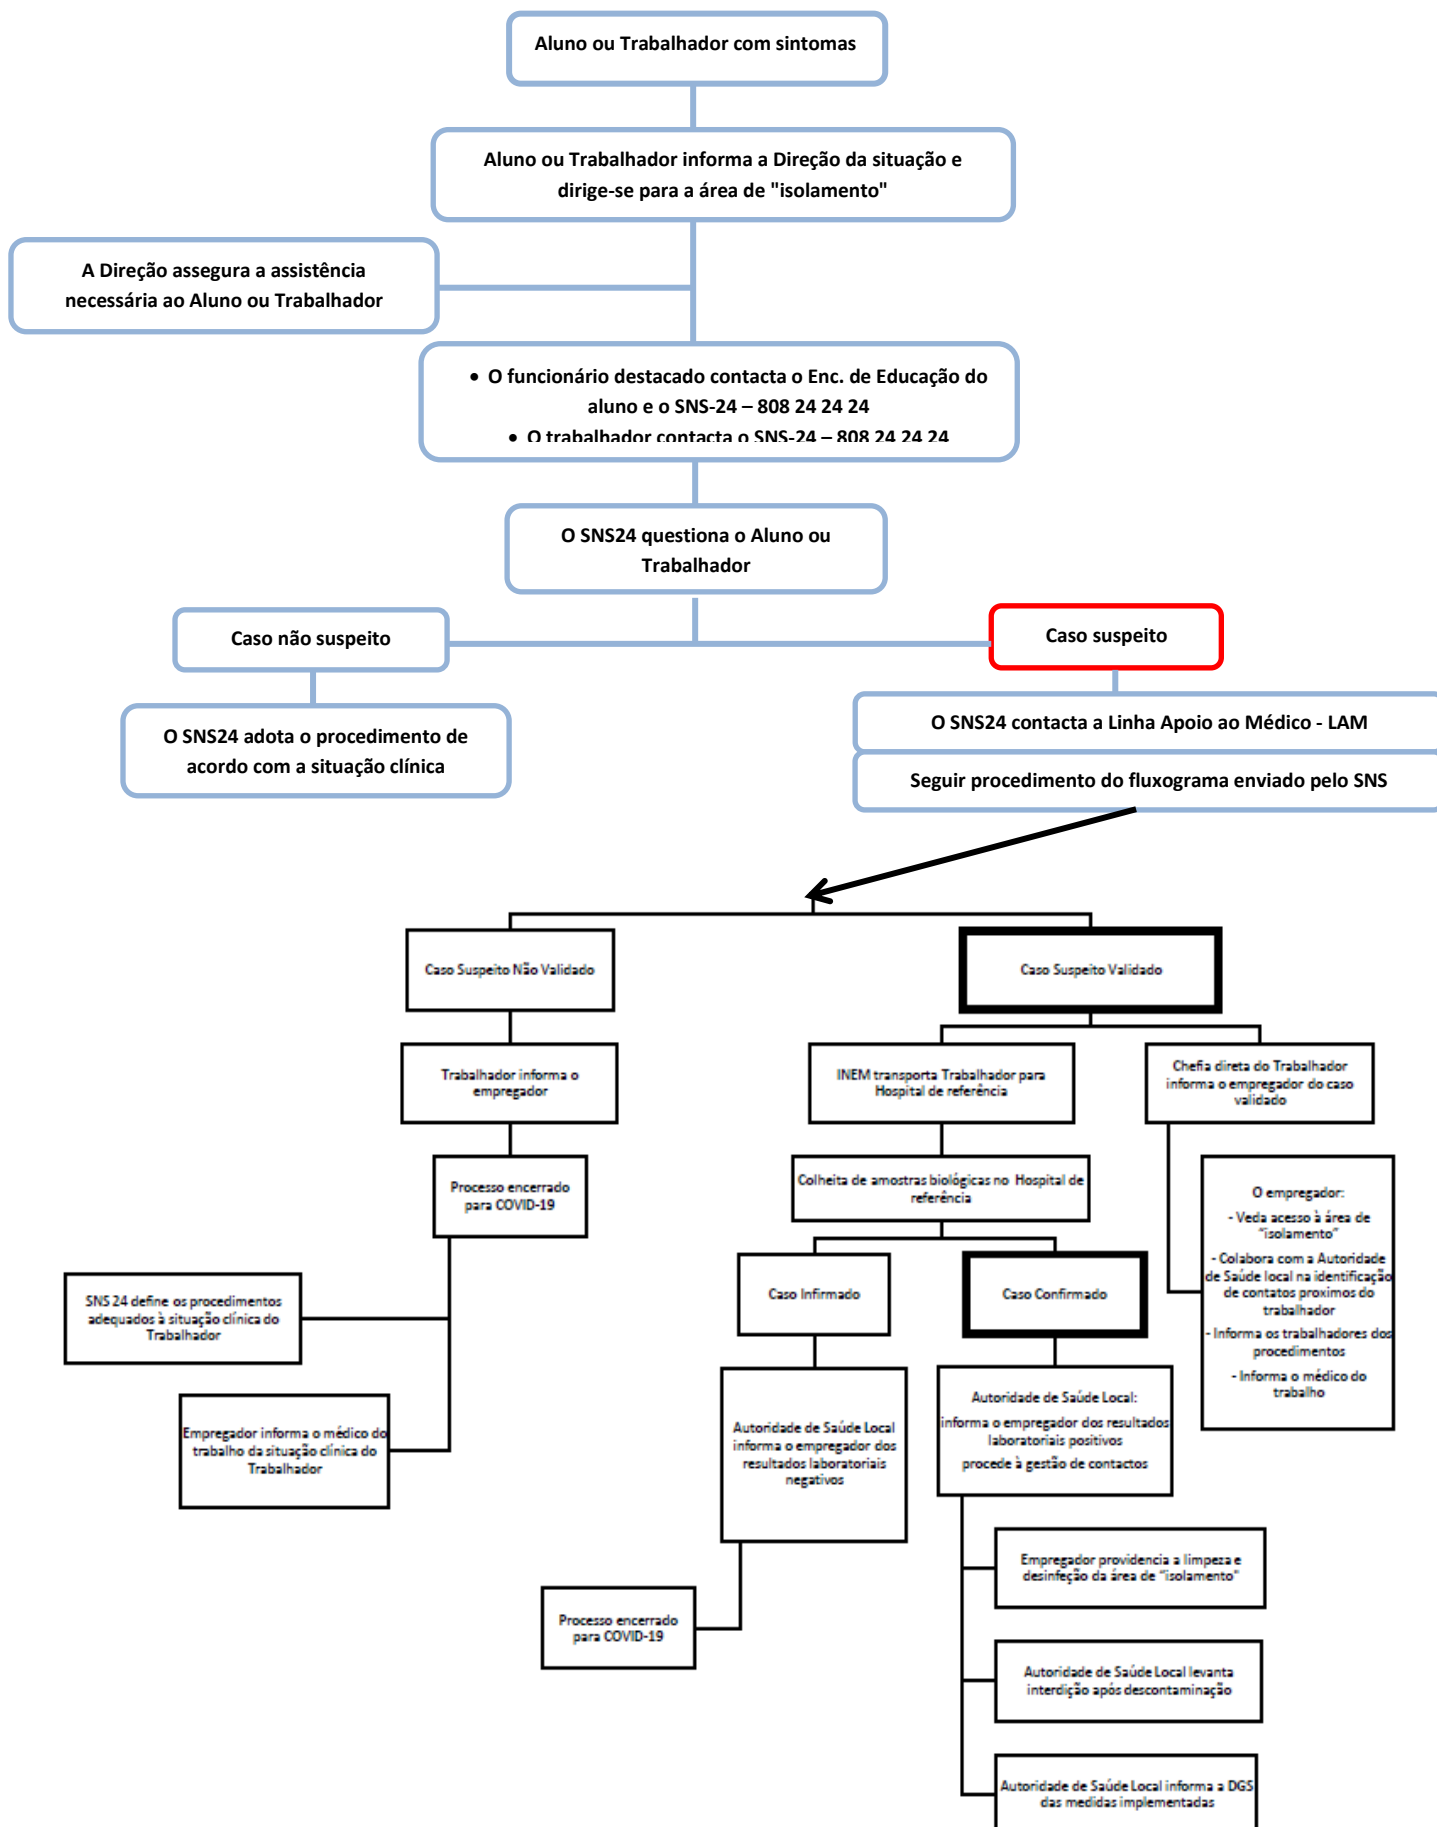 Aluno ou Trabalhador com sintomas
Aluno ou Trabalhador informa a Direção da situação e
dirige-se para a área de "isolamento"
A Direção assegura a assistência
necessária ao Aluno ou Trabalhador
• O funcionário destacado contacta o Enc. de Educação do
aluno e o SNS-24 – 808 24 24 24
• O trabalhador contacta o SNS-24 – 808 24 24 24
O SNS24 questiona o Aluno ou
Trabalhador
Caso não suspeito
Caso suspeito
O SNS24 adota o procedimento de
acordo com a situação clínica
O SNS24 contacta a Linha Apoio ao Médico - LAM
Seguir procedimento do fluxograma enviado pelo SNS
Caso Suspeito Não Validado
Caso Suspeito Validado
Trabalhador informa o
empregador
INEM transporta Trabalhador para
Hospital de referência
Chefia direta do Trabalhador
informa o empregador do caso
validado
Processo encerrado
para COVID-19
Colheita de amostras biológicas no Hospital de
referência
O empregador:
- Veda acesso à área de
“isolamento”
- Colabora com a Autoridade
de Saúde local na identificação
de contatos proximos do
trabalhador
- Informa os trabalhadores dos
procedimentos
- Informa o médico do
trabalho
SNS 24 define os procedimentos
adequados à situação clínica do
Trabalhador
Caso Infirmado
Caso Confirmado
Empregador informa o médico do
trabalho da situação clínica do
Trabalhador
Autoridade de Saúde Local
informa o empregador dos
resultados laboratoriais
negativos
Autoridade de Saúde Local:
informa o empregador dos resultados
laboratoriais positivos
procede à gestão de contactos
Empregador providencia a limpeza e
desinfeção da área de “isolamento”
Processo encerrado
para COVID-19
Autoridade de Saúde Local levanta
interdição após descontaminação
Autoridade de Saúde Local informa a DGS
das medidas implementadas